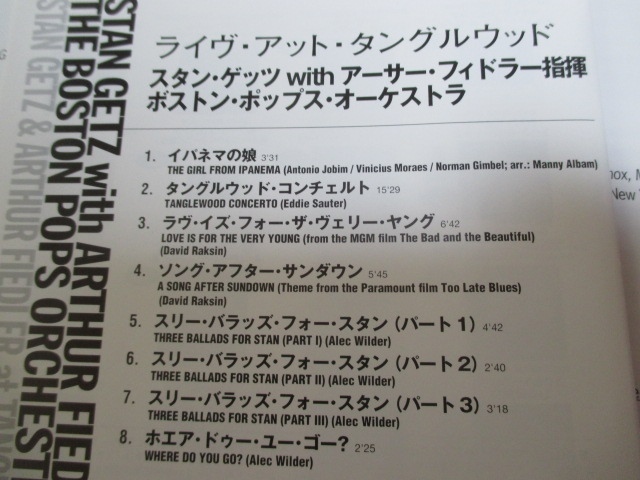 STAN GETZ with ARTHUR FIED
THE BOSTON POPS ORCHEST
STAN GETZ & ARTHUR FIEDLER at TANG
ライヴ・アット・タングルウッド
スタン・ゲッツ with アーサー・フィドラー指揮
ボストン・ポップス・オーケストラ
1. イパネマの娘 3'31
THE GIRL FROM IPANEMA (Antonio Jobim / Vinicius Moraes / Norman Gimbel; arr.: Manny Albam)
2. タングルウッド・コンチェルト 15'29
TANGLEWOOD CONCERTO (Eddie Sauter)
3. ラヴ・イズ・フォー・ザ・ヴェリー・ヤング 6'42
LOVE IS FOR THE VERY YOUNG (from the MGM film The Bad and the Beautiful)
(David Raksin)
4. ソング・アフター・サンダウン 5'45
A SONG AFTER SUNDOWN (Theme from the Paramount film Too Late Blues)
(David Raksin)
5. スリー・バラッズ・フォー・スタン（パート1） 4'42
THREE BALLADS FOR STAN (PART I) (Alec Wilder)
6. スリー・バラッズ・フォー・スタン（パート2） 2'40
THREE BALLADS FOR STAN (PART II) (Alec Wilder)
7. スリー・バラッズ・フォー・スタン（パート3） 3'18
THREE BALLADS FOR STAN (PART III) (Alec Wilder)
8. ホエア・ドゥー・ユー・ゴー? 2'25
WHERE DO YOU GO? (Alec Wilder)
nox, M
New